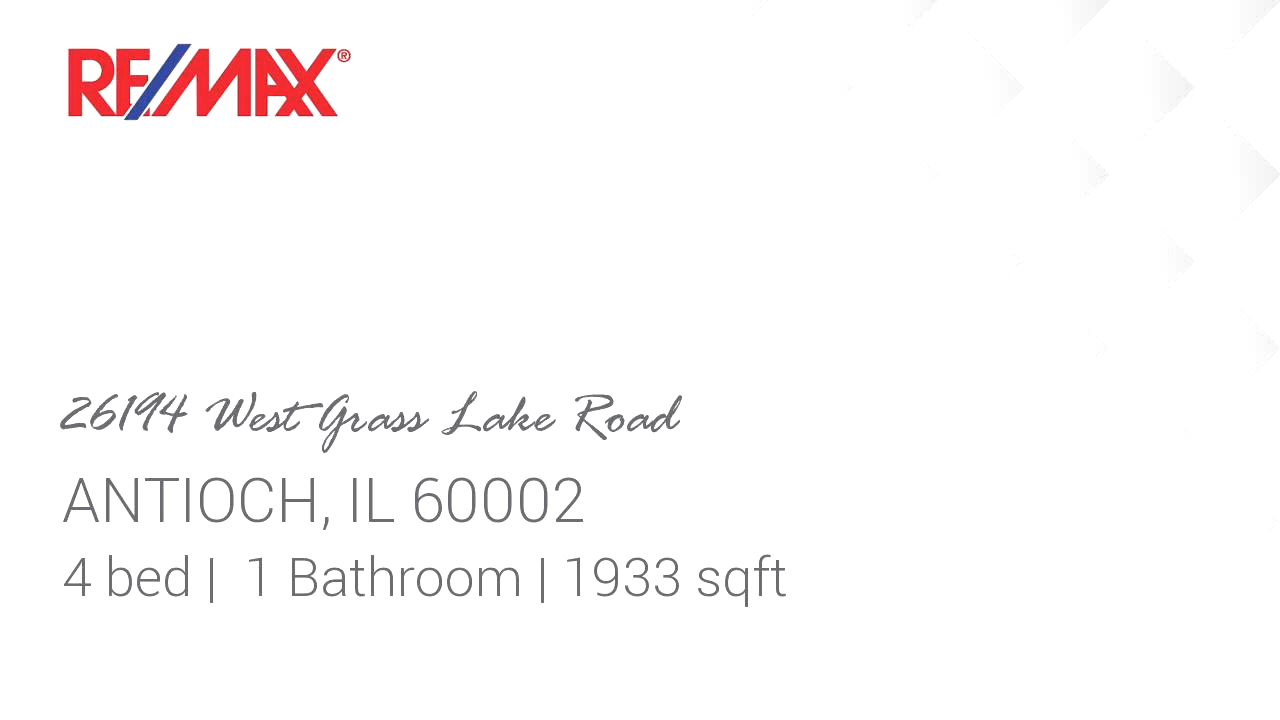 RE/MAX®
26194 West Grass Lake Road
ANTIOCH, IL 60002
4 bed | 1 Bathroom | 1933 sqft